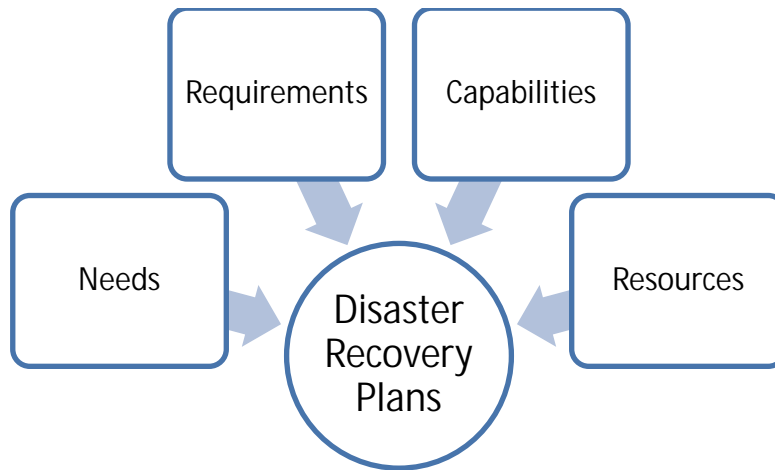 Requirements
Capabilities
Needs
Resources
Disaster
Recovery
Plans